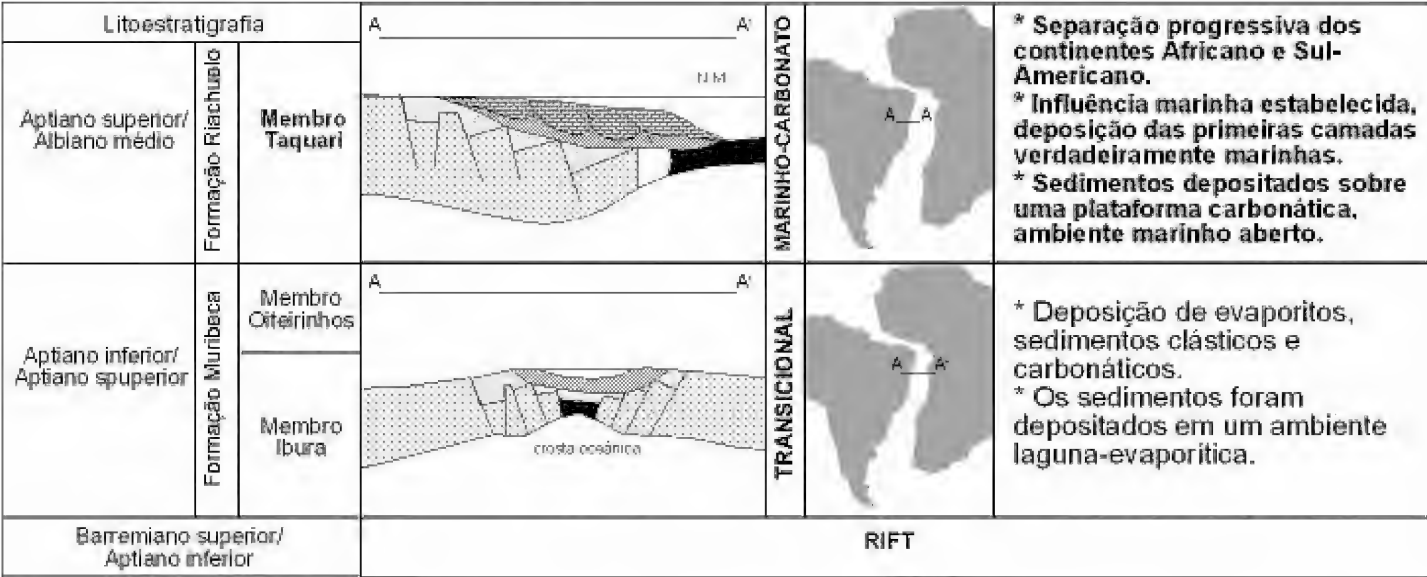 Litoestratigrafia
Aptiano superior/
Albiano médio
Formação Riachuelo
Membro
Taquari
A A'
N.M.
MARINHO-CARBONATO
A A
* Separação progressiva dos
continentes Africano e Sul-
Americano.
* Influência marinha estabelecida,
deposição das primeiras camadas
verdadeiramente marinhas.
* Sedimentos depositados sobre
uma plataforma carbonática,
ambiente marinho aberto.
Aptiano inferior/
Aptiano spuperior
Formação Muribeca
Membro
Oiteirinhos
Membro
Ibura
A A'
crosta oceânica
TRANSICIONAL
A A'
* Deposição de evaporitos,
sedimentos clásticos e
carbonáticos.
* Os sedimentos foram
depositados em um ambiente
laguna-evaporítica.
Barremiano superior/
Aptiano inferior
RIFT